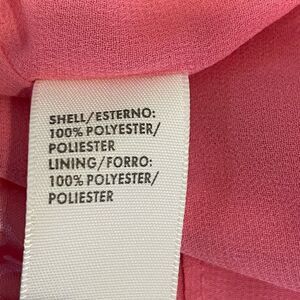 SHELL/ESTERNO:
100% POLYESTER/
POLIESTER
LINING/FORRO:
100% POLYESTER/
POLIESTER